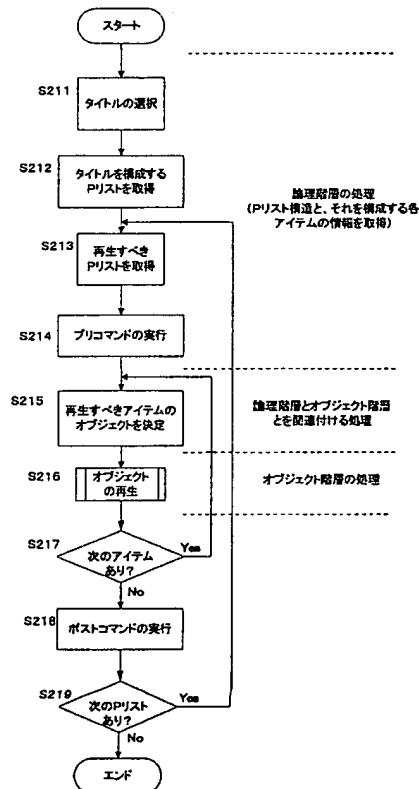 スタート
S211
タイトルの選択
S212
タイトルを構成する
Pリストを取得
論理階層の処理
(Pリスト構造と、それを構成する各
アイテムの情報を取得)
S213
再生すべき
Pリストを取得
S214
プリコマンドの実行
S215
再生すべきアイテムの
オブジェクトを決定
論理階層とオブジェクト階層
とを関連付ける処理
S216
オブジェクト
の再生
オブジェクト階層の処理
S217
次のアイテム
あり?
Yes
No
S218
ポストコマンドの実行
S219
次のPリスト
あり?
Yes
No
エンド